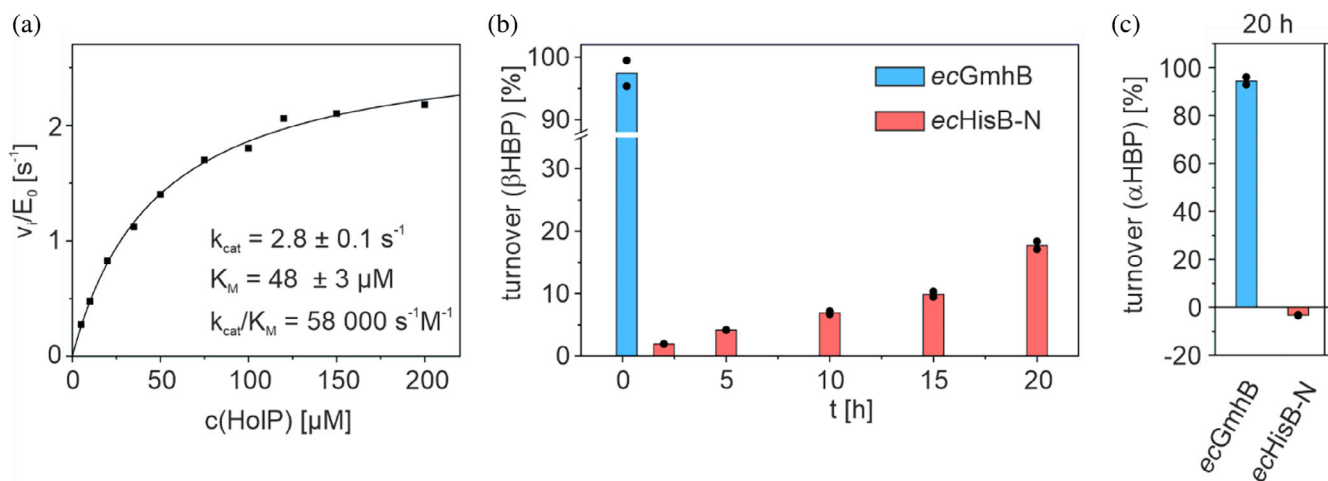 (a)
v_i/E_0 [s^-1]
2
1
0
k_cat = 2.8 ± 0.1 s^-1
K_M = 48 ± 3 µM
k_cat/K_M = 58 000 s^-1M^-1
0 50 100 150 200
c(HolP) [µM]
(b)
turnover (βHBP) [%]
100
90
30
20
10
0
ecGmhB
ecHisB-N
0 5 10 15 20
t [h]
(c)
20 h
turnover (αHBP) [%]
100
80
60
40
20
0
-20
ecGmhB
ecHisB-N